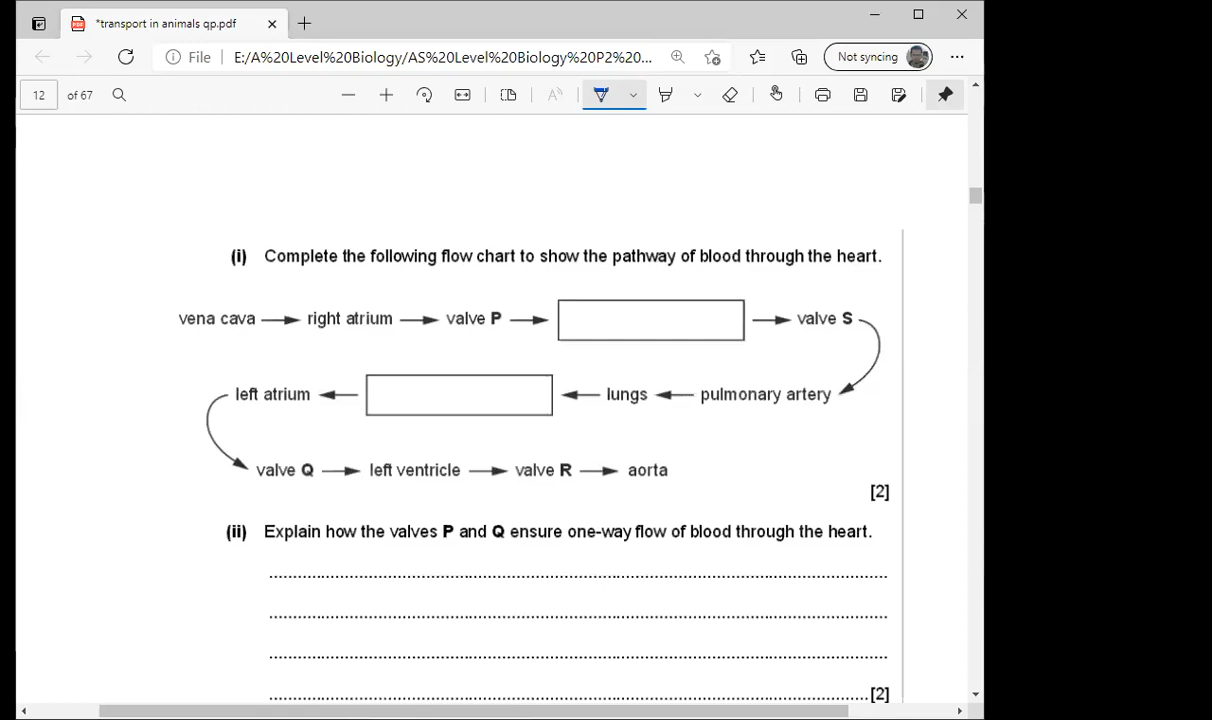 *transport in animals qp.pdf
File E:/A%20Level%20Biology/AS%20Level%20Biology%20P2%20... Not syncing
12 of 67
(i) Complete the following flow chart to show the pathway of blood through the heart.
vena cava → right atrium → valve P → → valve S
left atrium ← ← lungs ← pulmonary artery
valve Q → left ventricle → valve R → aorta
[2]
(ii) Explain how the valves P and Q ensure one-way flow of blood through the heart.
[2]